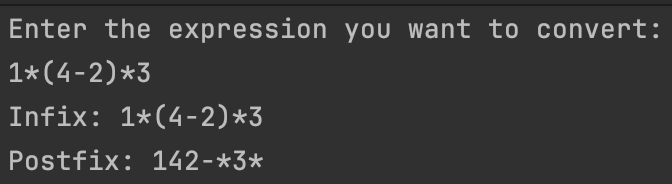 Enter the expression you want to convert:
1*(4-2)*3
Infix: 1*(4-2)*3
Postfix: 142-*3*